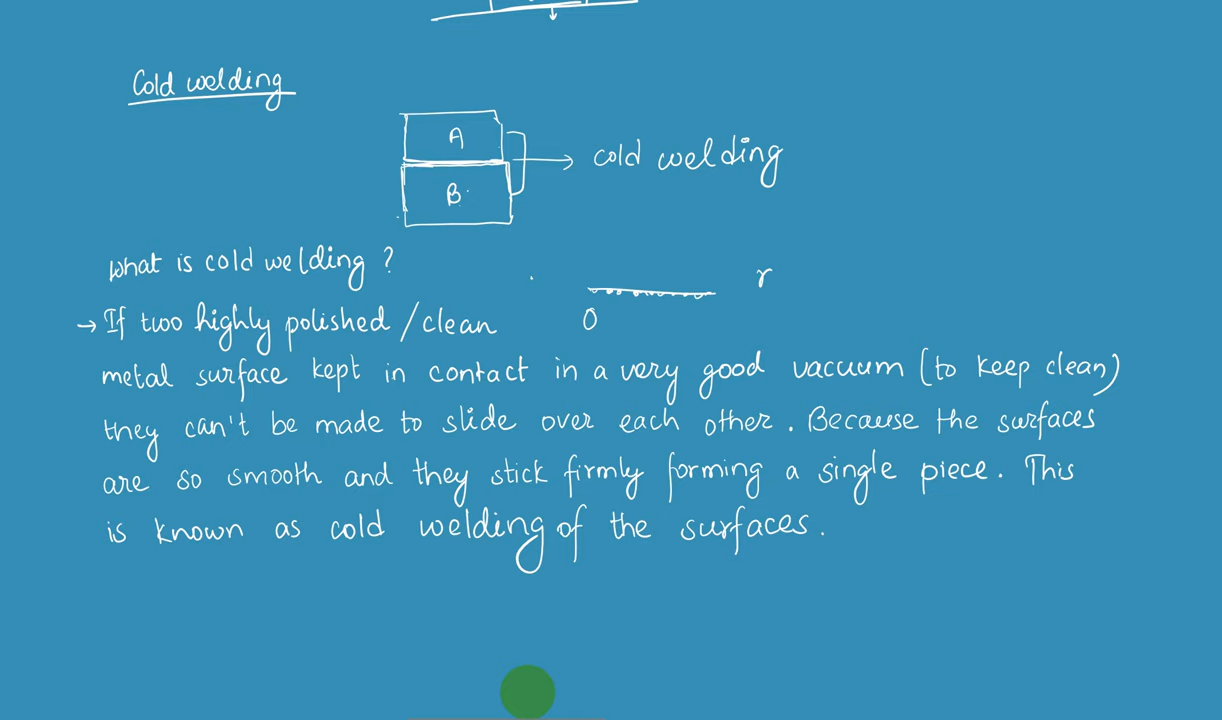 Cold welding
A
cold welding
B
What is cold welding ?
r
→ If two highly polished / clean
O
metal surface kept in contact in a very good vacuum (to keep clean)
they can't be made to slide over each other. Because the surfaces
are so smooth and they stick firmly forming a single piece. This
is known as cold welding of the surfaces.